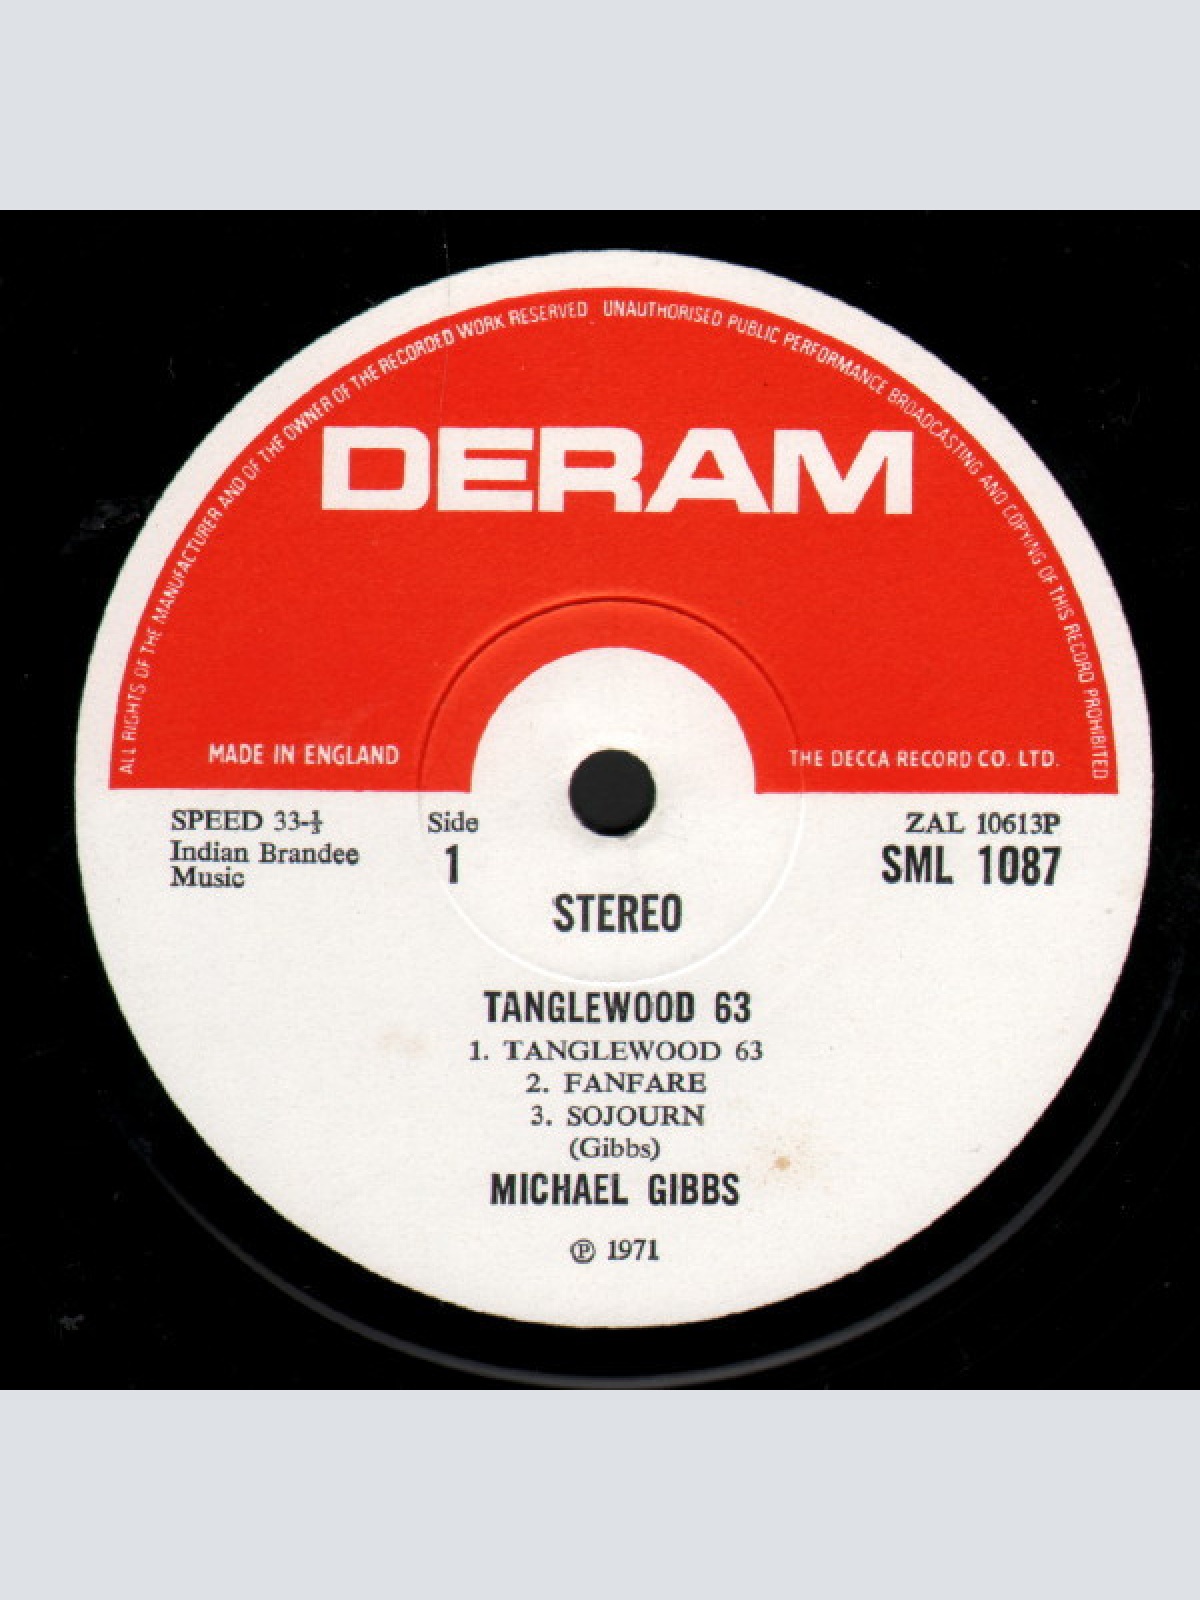 ALL RIGHTS OF THE MANUFACTURER AND OF THE OWNER OF THE RECORDED WORK RESERVED UNAUTHORISED PUBLIC PERFORMANCE BROADCASTING AND COPYING OF THIS RECORD PROHIBITED
DERAM
MADE IN ENGLAND
THE DECCA RECORD CO. LTD.
SPEED 33-⅓
Side
ZAL 10613P
Indian Brandee
Music
1
SML 1087
STEREO
TANGLEWOOD 63
1. TANGLEWOOD 63
2. FANFARE
3. SOJOURN
(Gibbs)
MICHAEL GIBBS
℗ 1971